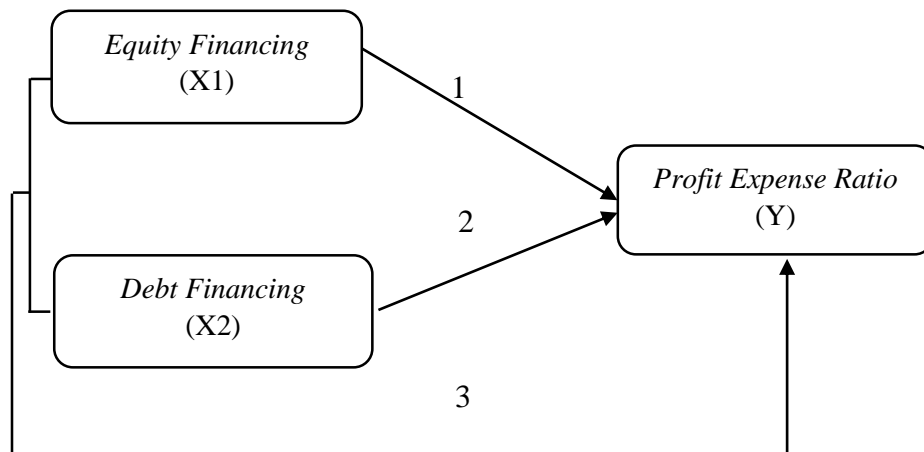 Equity Financing
(X1)
1
Profit Expense Ratio
(Y)
2
Debt Financing
(X2)
3